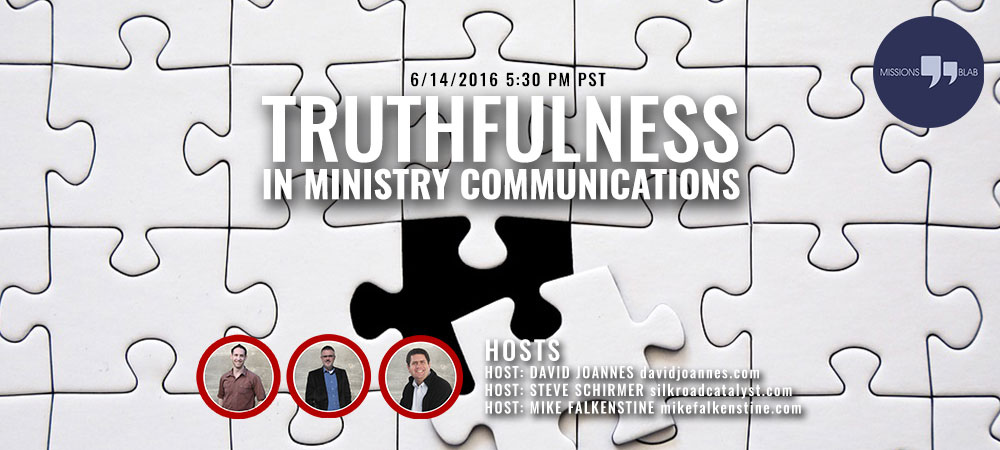 MISSIONS BLAB
6/14/2016 5:30 PM PST
TRUTHFULNESS
IN MINISTRY COMMUNICATIONS
HOSTS
HOST: DAVID JOANNES davidjoannes.com
HOST: STEVE SCHIRMER silkroadcatalyst.com
HOST: MIKE FALKENSTINE mikefalkenstine.com